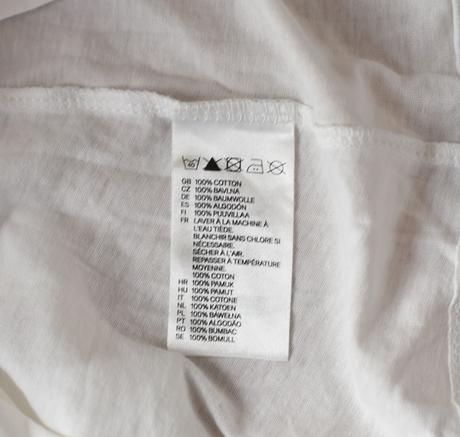 40
GB 100% COTTON
CZ 100% BAVLNA
DE 100% BAUMWOLLE
ES 100% ALGODÓN
FI 100% PUUVILLAA
FR LAVER À LA MACHINE À
L'EAU TIÈDE.
BLANCHIR SANS CHLORE SI
NÉCESSAIRE.
SÉCHER À L'AIR.
REPASSER À TEMPÉRATURE
MOYENNE.
100% COTON
HR 100% PAMUK
HU 100% PAMUT
IT 100% COTONE
NL 100% KATOEN
PL 100% BAWEŁNA
PT 100% ALGODÃO
RO 100% BUMBAC
SE 100% BOMULL